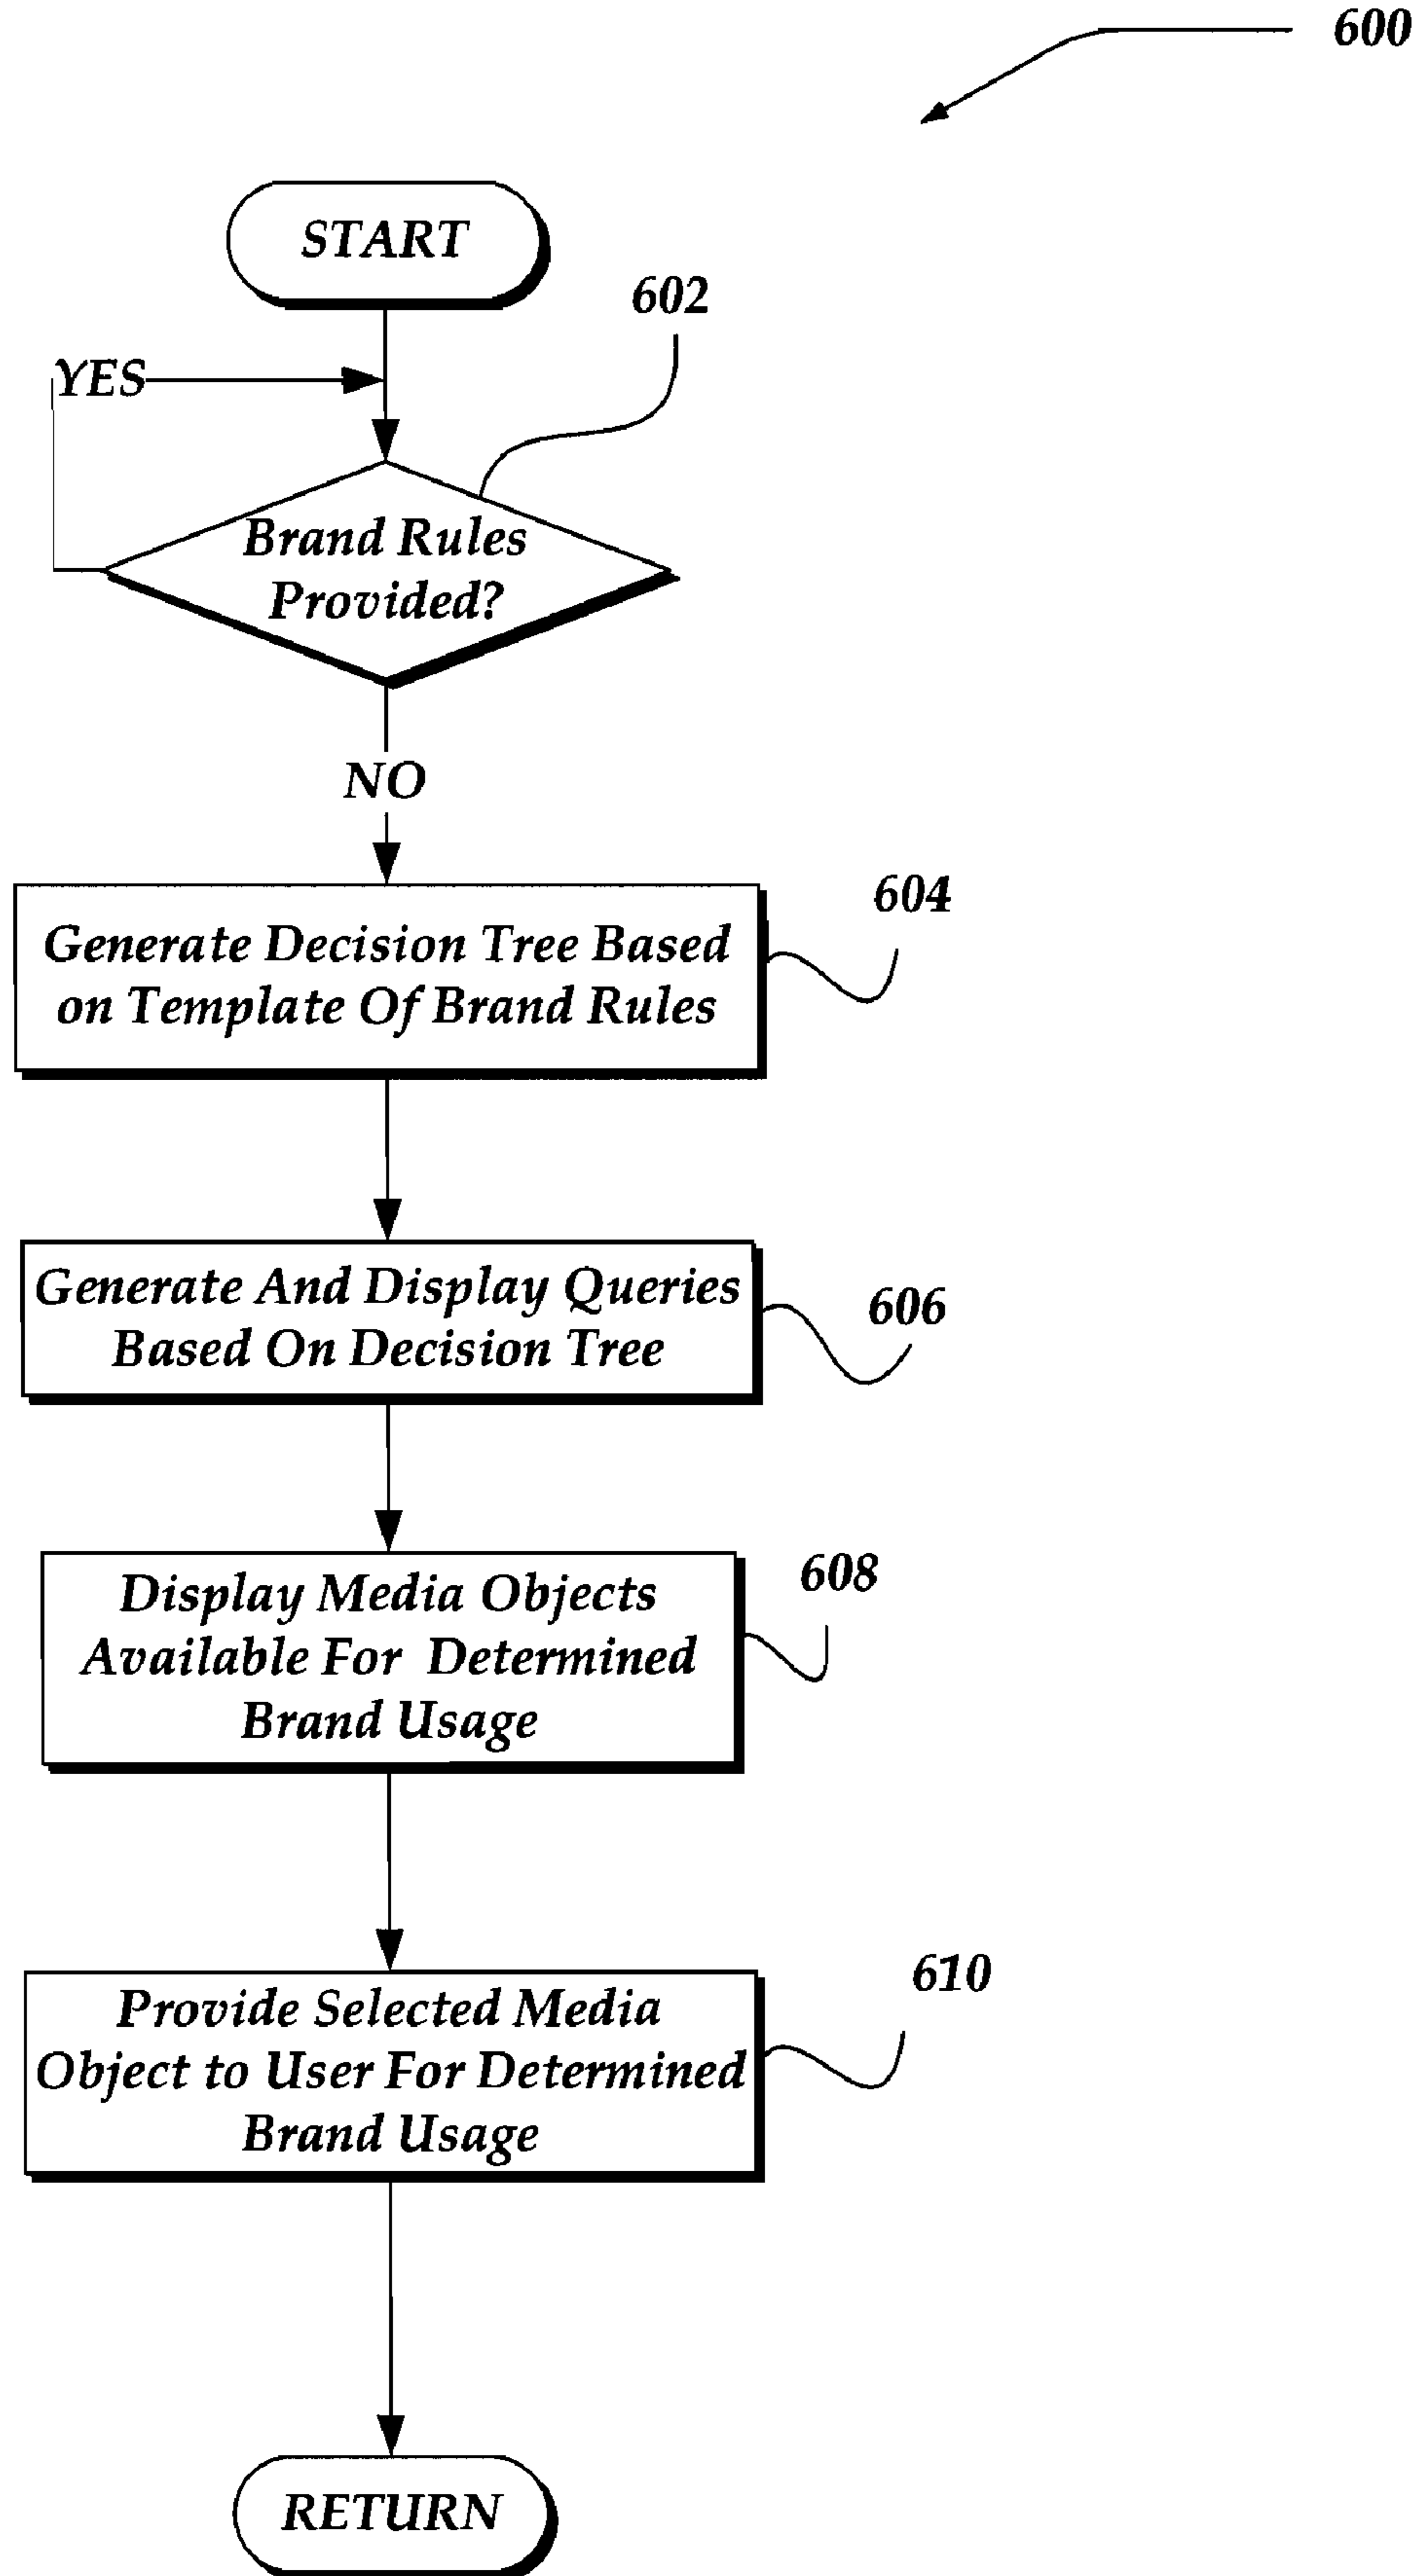 600
START
602
YES
Brand Rules
Provided?
NO
604
Generate Decision Tree Based
on Template Of Brand Rules
Generate And Display Queries
Based On Decision Tree
606
608
Display Media Objects
Available For Determined
Brand Usage
610
Provide Selected Media
Object to User For Determined
Brand Usage
RETURN